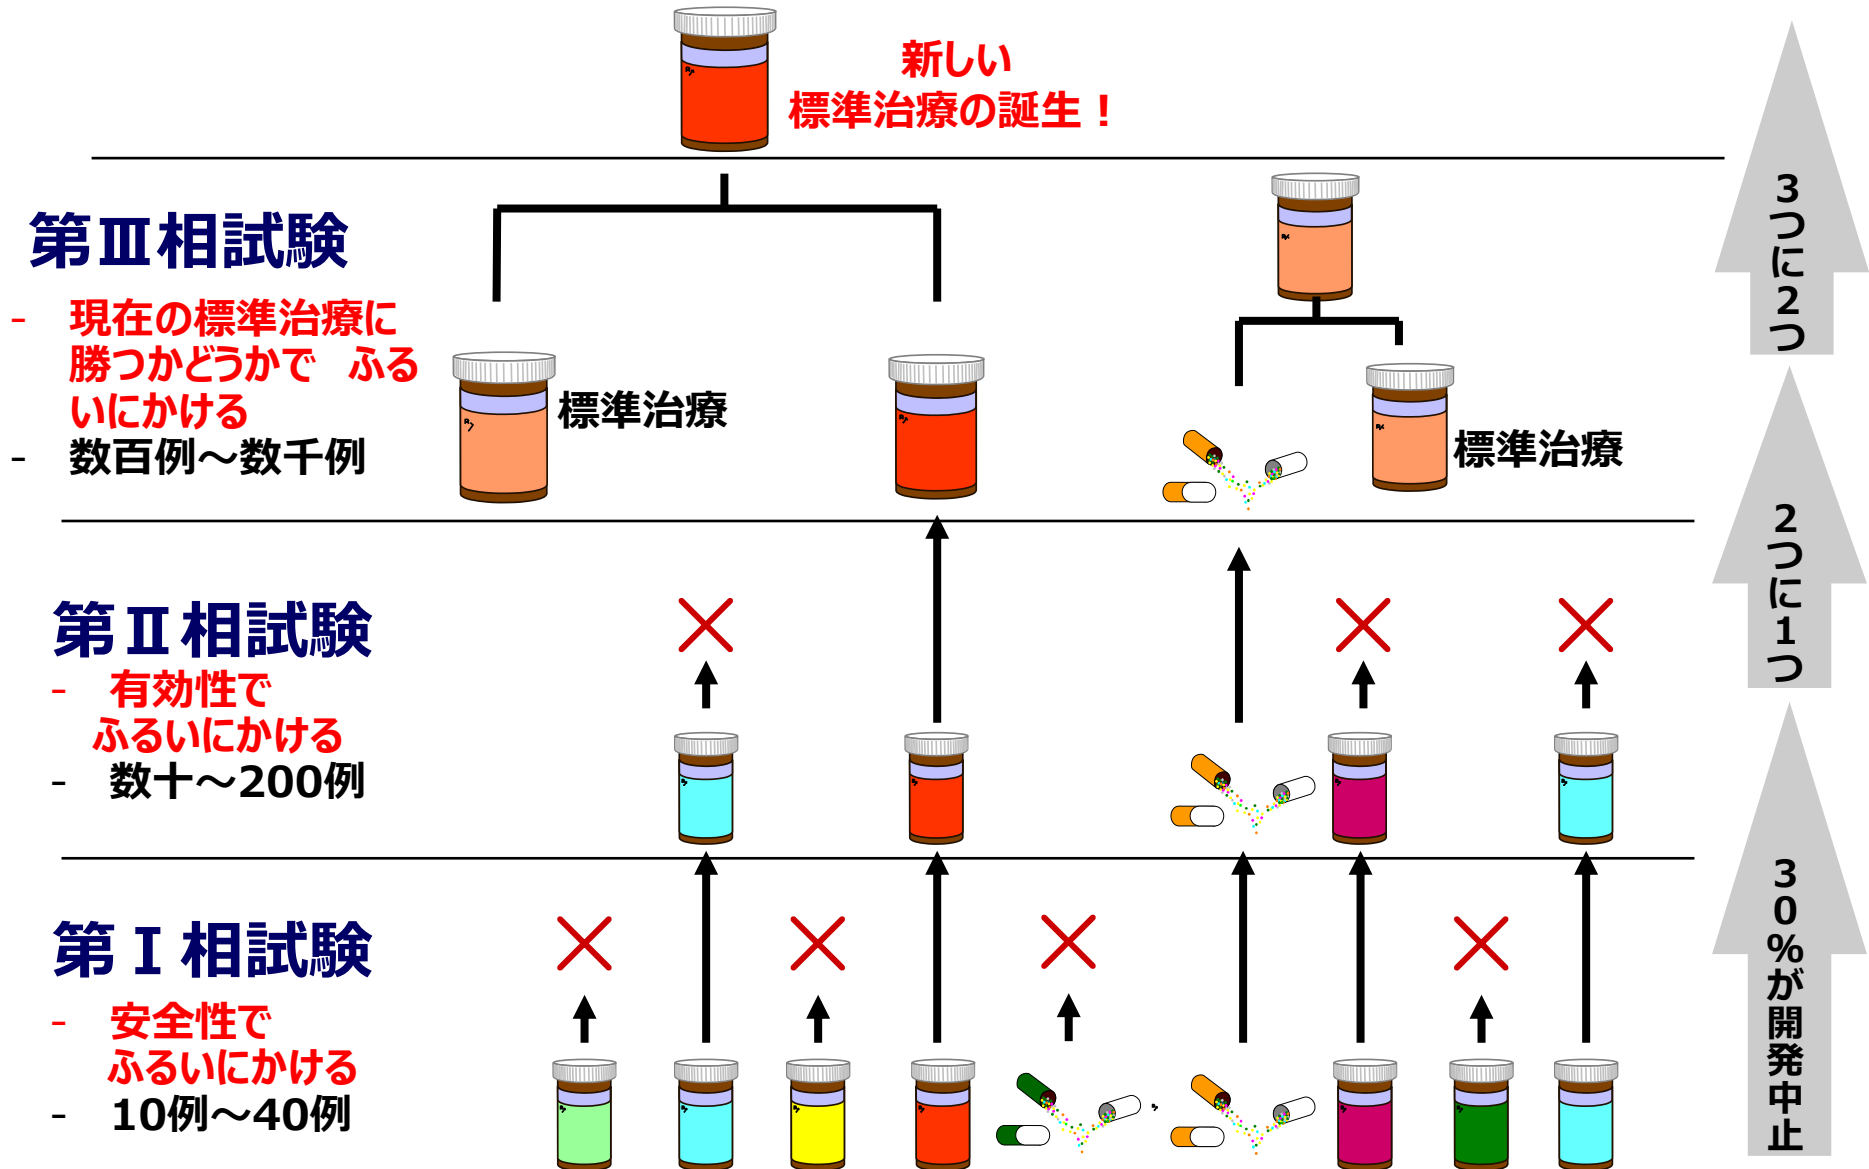 新しい
標準治療の誕生！
第Ⅲ相試験
- 現在の標準治療に
勝つかどうかで ふる
いにかける
- 数百例～数千例
標準治療
標準治療
3つに2つ
第Ⅱ相試験
- 有効性で
ふるいにかける
- 数十～200例
2つに1つ
第Ⅰ相試験
- 安全性で
ふるいにかける
- 10例～40例
30%が開発中止